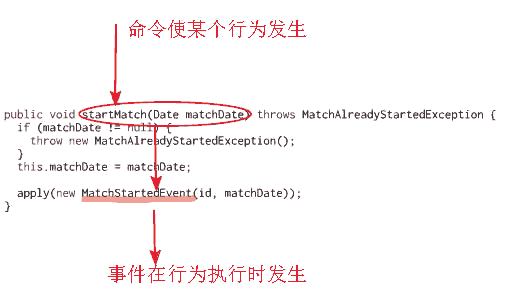 命令使某个行为发生
public void startMatch(Date matchDate) throws MatchAlreadyStartedException {
if (matchDate != null) {
throw new MatchAlreadyStartedException();
}
this.matchDate = matchDate;
apply(new MatchStartedEvent(id, matchDate));
}
事件在行为执行时发生